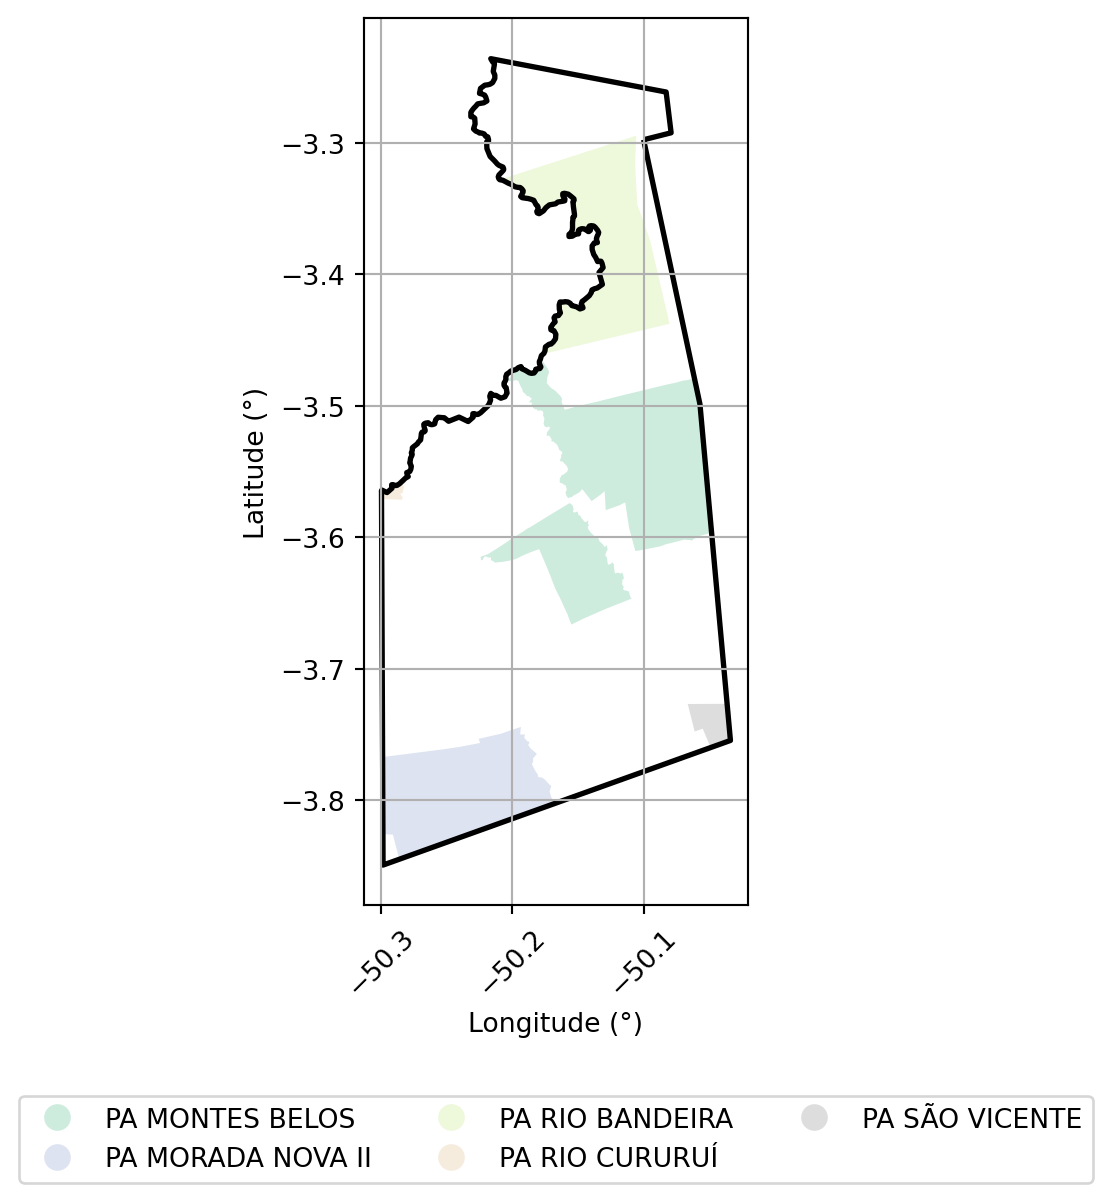 −3.3
−3.4
−3.5
−3.6
−3.7
−3.8
Latitude (°)
−50.3
−50.2
−50.1
Longitude (°)
PA MONTES BELOS
PA RIO BANDEIRA
PA SÃO VICENTE
PA MORADA NOVA II
PA RIO CURURUÍ